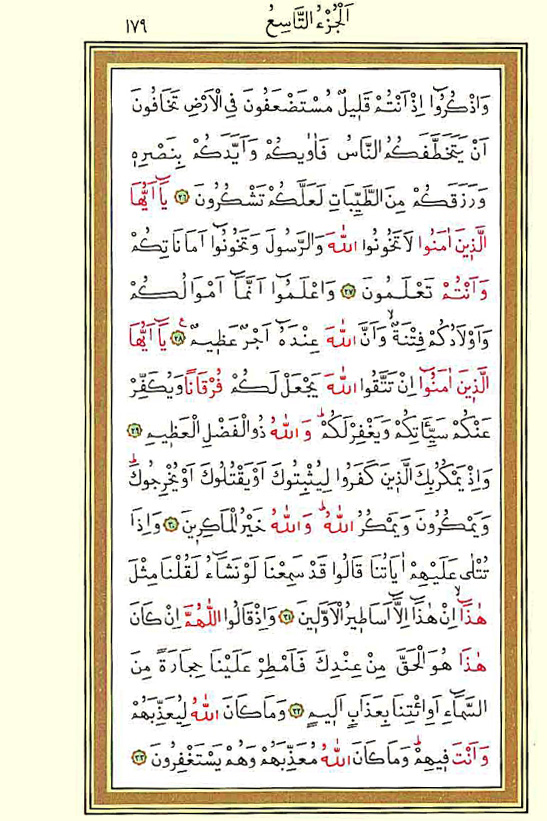 اَلْجُزْءُ التَّاسِعُ ١٧٩
وَاذْكُرُٓوا اِذْ اَنْتُمْ قَلِيلٌ مُسْتَضْعَفُونَ فِي الْاَرْضِ تَخَافُونَ
اَنْ يَتَخَطَّفَكُمُ النَّاسُ فَاٰوٰيكُمْ وَاَيَّدَكُمْ بِنَصْرِهِ
وَرَزَقَكُمْ مِنَ الطَّيِّبَاتِ لَعَلَّكُمْ تَشْكُرُونَ ٢٦ يَٓا اَيُّهَا
الَّذِينَ اٰمَنُوا لَا تَخُونُوا اللّٰهَ وَالرَّسُولَ وَتَخُونُٓوا اَمَانَاتِكُمْ
وَاَنْتُمْ تَعْلَمُونَ ٢٧ وَاعْلَمُٓوا اَنَّمَٓا اَمْوَالُكُمْ
وَاَوْلَادُكُمْ فِتْنَةٌۙ وَاَنَّ اللّٰهَ عِنْدَهُٓ اَجْرٌ عَظِيمٌ۟ ٢٨ يَٓا اَيُّهَا
الَّذِينَ اٰمَنُٓوا اِنْ تَتَّقُوا اللّٰهَ يَجْعَلْ لَكُمْ فُرْقَانًا وَيُكَفِّرْ
عَنْكُمْ سَيِّـَٔاتِكُمْ وَيَغْفِرْ لَكُمْۜ وَاللّٰهُ ذُو الْفَضْلِ الْعَظِيمِ ٢٩
وَاِذْ يَمْكُرُ بِكَ الَّذِينَ كَفَرُوا لِيُثْبِتُوكَ اَوْ يَقْتُلُوكَ اَوْ يُخْرِجُوكَۜ
وَيَمْكُرُونَ وَيَمْكُرُ اللّٰهُۜ وَاللّٰهُ خَيْرُ الْمَاكِرِينَ ٣٠ وَاِذَا
تُتْلٰى عَلَيْهِمْ اٰيَاتُنَا قَالُوا قَدْ سَمِعْنَا لَوْ نَشَٓاءُ لَقُلْنَا مِثْلَ
هٰذَٓاۙ اِنْ هٰذَٓا اِلَّٓا اَسَاطِيرُ الْاَوَّلِينَ ٣١ وَاِذْ قَالُوا اللّٰهُمَّ اِنْ كَانَ
هٰذَا هُوَ الْحَقَّ مِنْ عِنْدِكَ فَاَمْطِرْ عَلَيْنَا حِجَارَةً مِنَ
السَّمَٓاءِ اَوِ ائْتِنَا بِعَذَابٍ اَلِيمٍ ٣٢ وَمَا كَانَ اللّٰهُ لِيُعَذِّبَهُمْ
وَاَنْتَ فِيهِمْۜ وَمَا كَانَ اللّٰهُ مُعَذِّبَهُمْ وَهُمْ يَسْتَغْفِرُونَ ٣٣